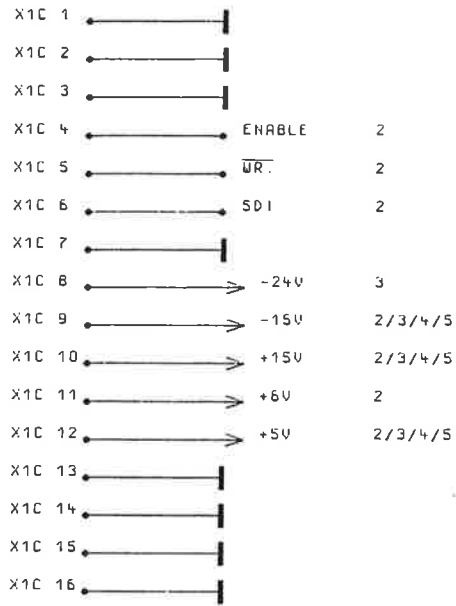 X1C 1
X1C 2
X1C 3
X1C 4 ENABLE 2
X1C 5 W̅R̅.̅ 2
X1C 6 SDI 2
X1C 7
X1C 8 -24V 3
X1C 9 -15V 2/3/4/5
X1C 10 +15V 2/3/4/5
X1C 11 +6V 2
X1C 12 +5V 2/3/4/5
X1C 13
X1C 14
X1C 15
X1C 16